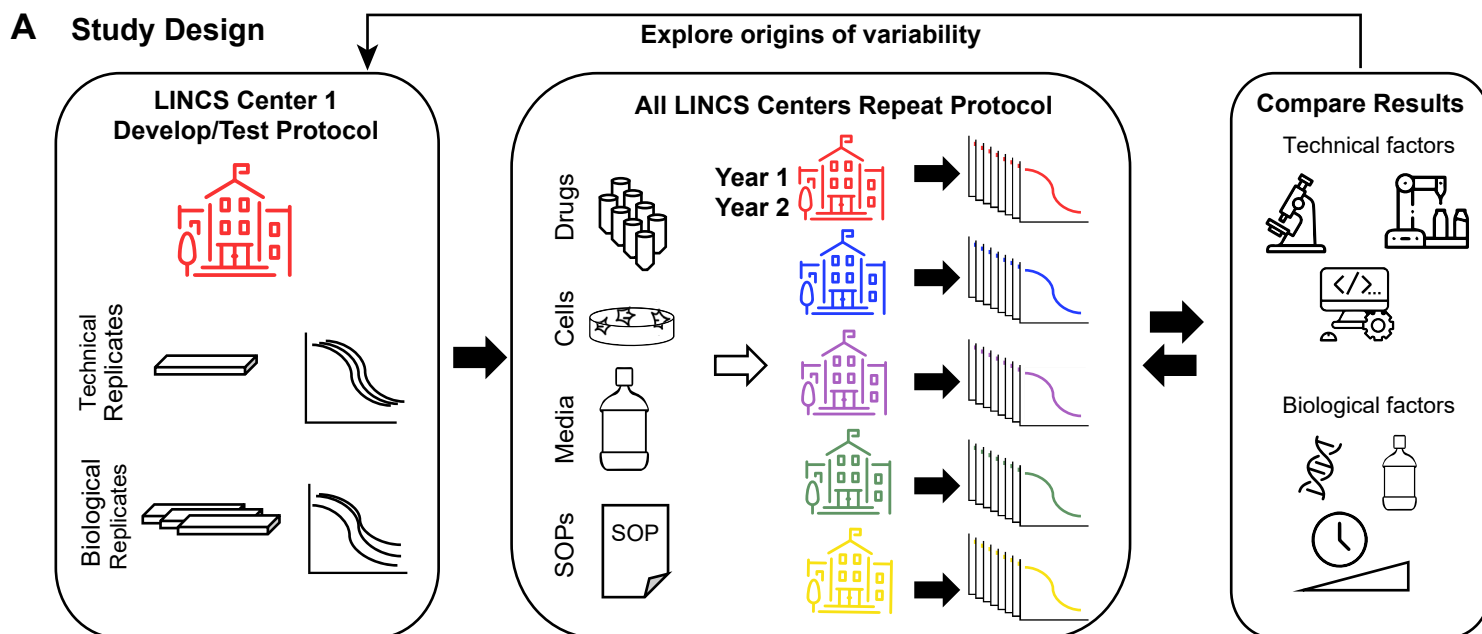 A Study Design
Explore origins of variability
LINCS Center 1
Develop/Test Protocol
Technical
Replicates
Biological
Replicates
All LINCS Centers Repeat Protocol
Drugs
Cells
Media
SOPs
SOP
Year 1
Year 2
Compare Results
Technical factors
</>...
Biological factors